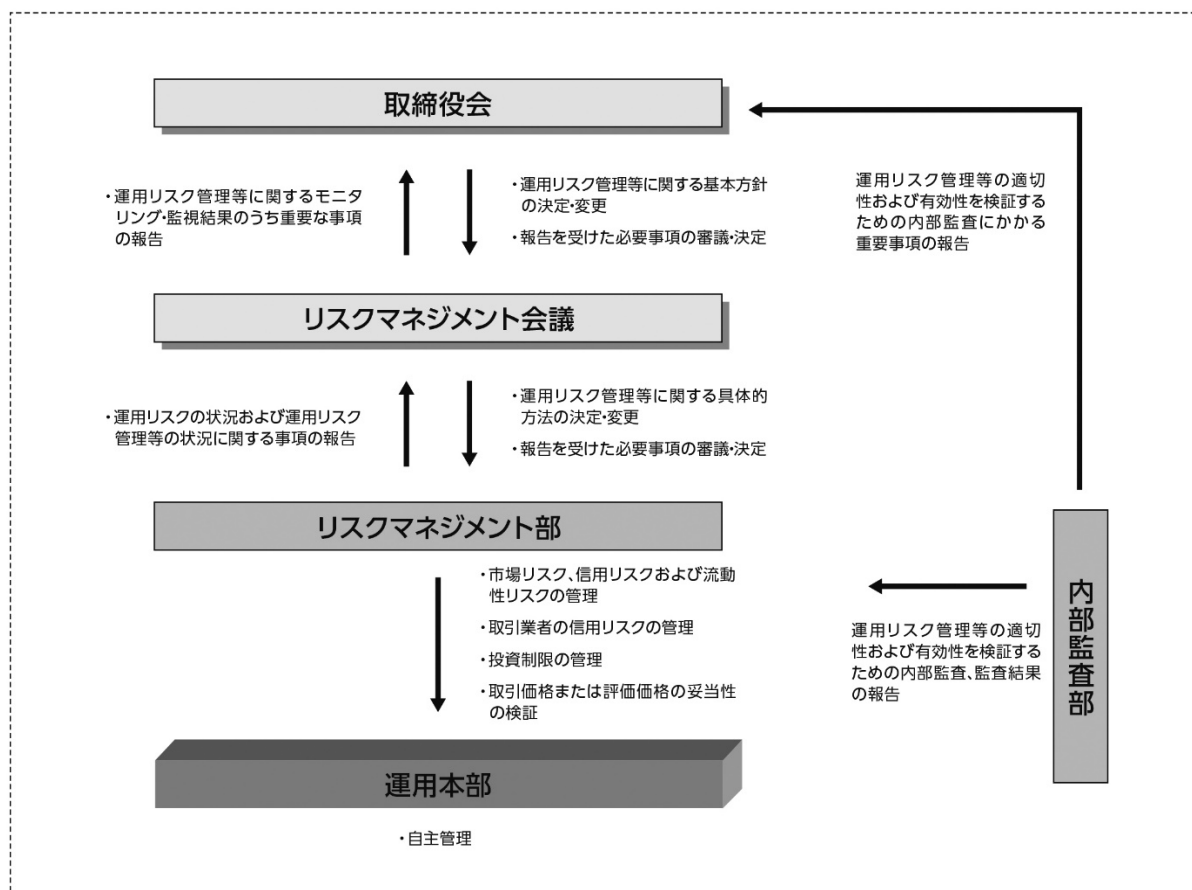 取締役会
・運用リスク管理等に関するモニタ
リング・監視結果のうち重要な事項
の報告
・運用リスク管理等に関する基本方針
の決定・変更
・報告を受けた必要事項の審議・決定
運用リスク管理等の適切
性および有効性を検証する
ための内部監査にかかる
重要事項の報告
リスクマネジメント会議
・運用リスクの状況および運用リスク
管理等の状況に関する事項の報告
・運用リスク管理等に関する具体的
方法の決定・変更
・報告を受けた必要事項の審議・決定
リスクマネジメント部
・市場リスク、信用リスクおよび流動
性リスクの管理
・取引業者の信用リスクの管理
・投資制限の管理
・取引価格または評価価格の妥当性
の検証
運用リスク管理等の適切
性および有効性を検証する
ための内部監査、監査結果
の報告
内部監査部
運用本部
・自主管理